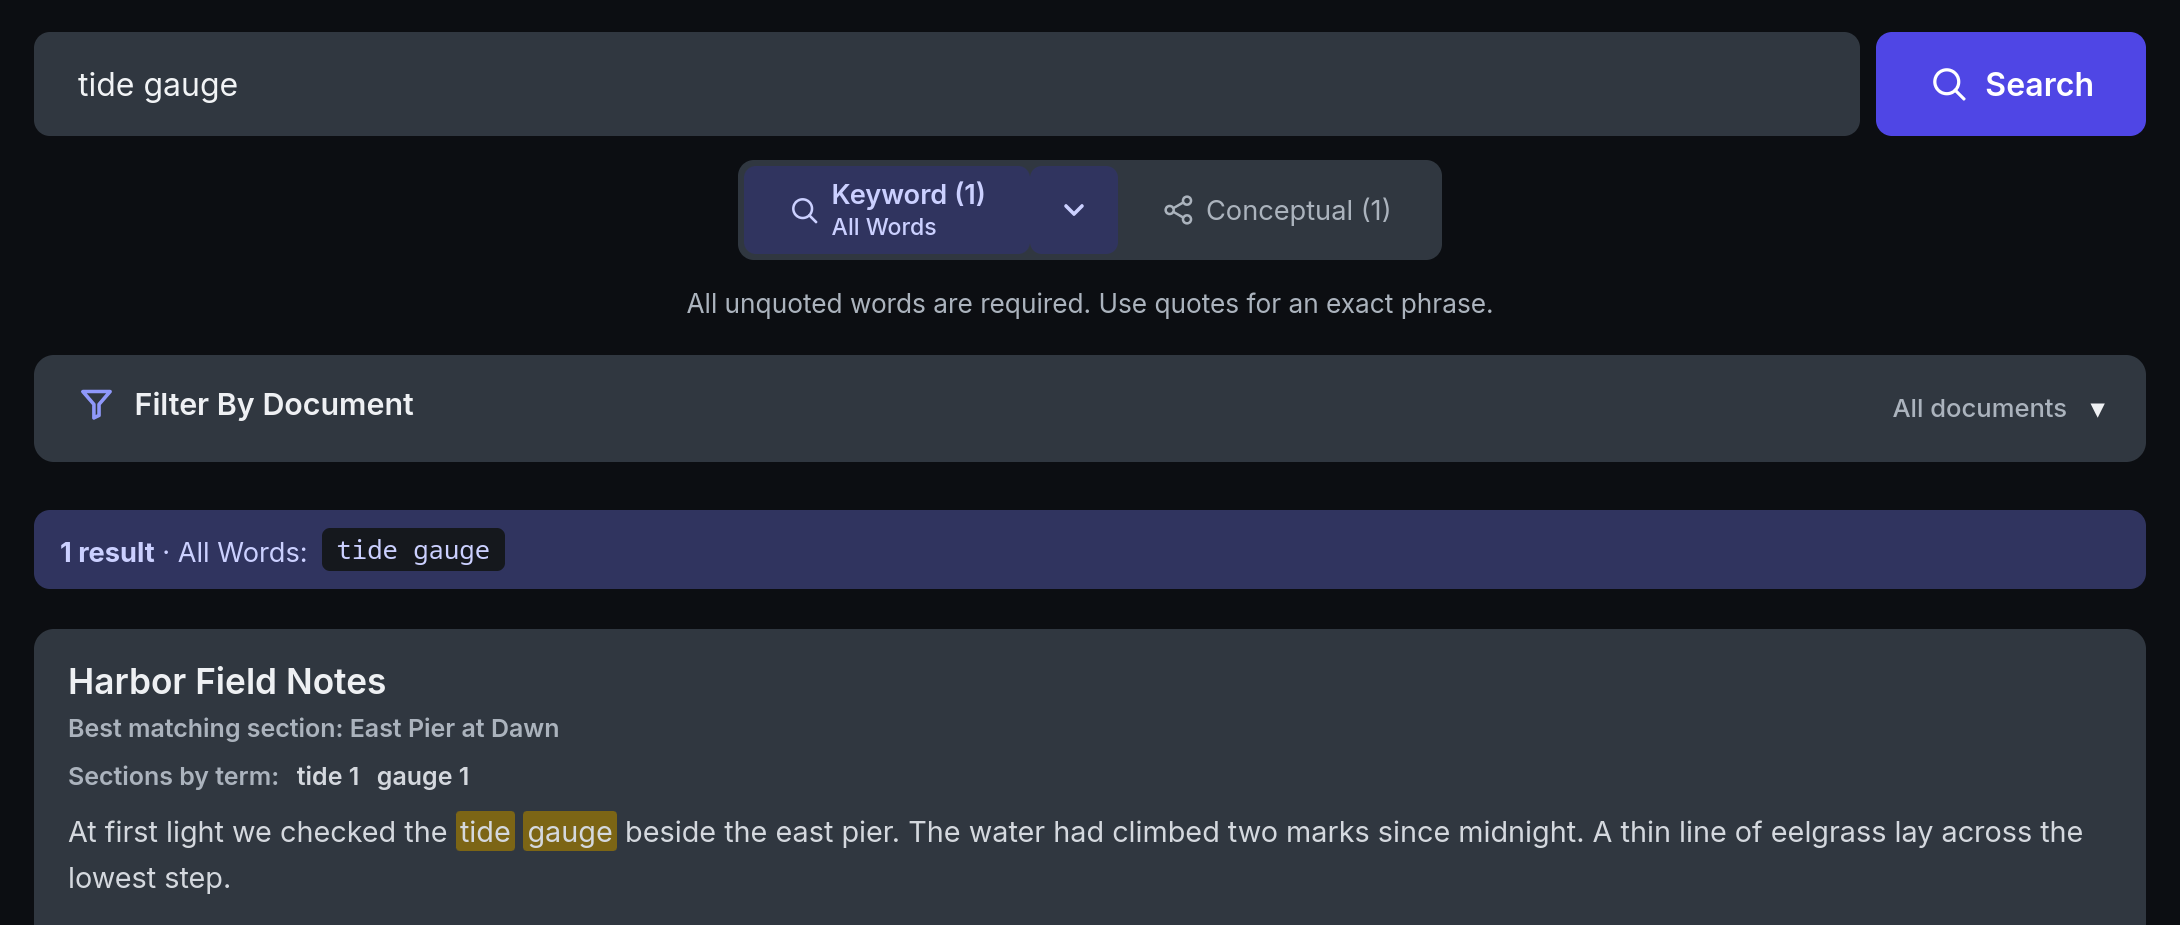 tide gauge
Search
Keyword (1)
All Words
Conceptual (1)
All unquoted words are required. Use quotes for an exact phrase.
Filter By Document
All documents ▼
1 result · All Words: tide gauge
Harbor Field Notes
Best matching section: East Pier at Dawn
Sections by term: tide 1 gauge 1
At first light we checked the tide gauge beside the east pier. The water had climbed two marks since midnight. A thin line of eelgrass lay across the
lowest step.